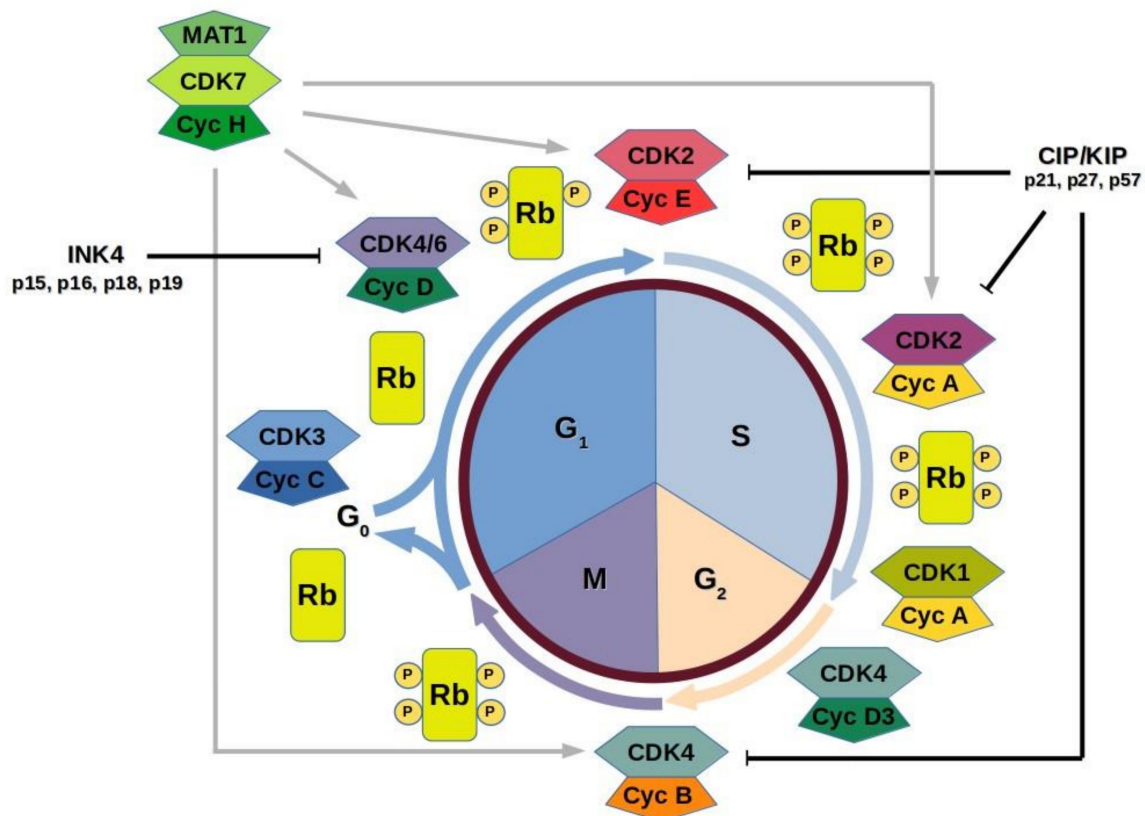 MAT1
CDK7
Cyc H
CDK2
Cyc E
CIP/KIP
p21, p27, p57
P
P
P
Rb
P
P
P
P
Rb
INK4
p15, p16, p18, p19
CDK4/6
Cyc D
CDK2
Cyc A
Rb
G₁
S
CDK3
Cyc C
G₀
P
P
P
P
Rb
Rb
M
G₂
CDK1
Cyc A
P
P
P
P
Rb
CDK4
Cyc D3
CDK4
Cyc B